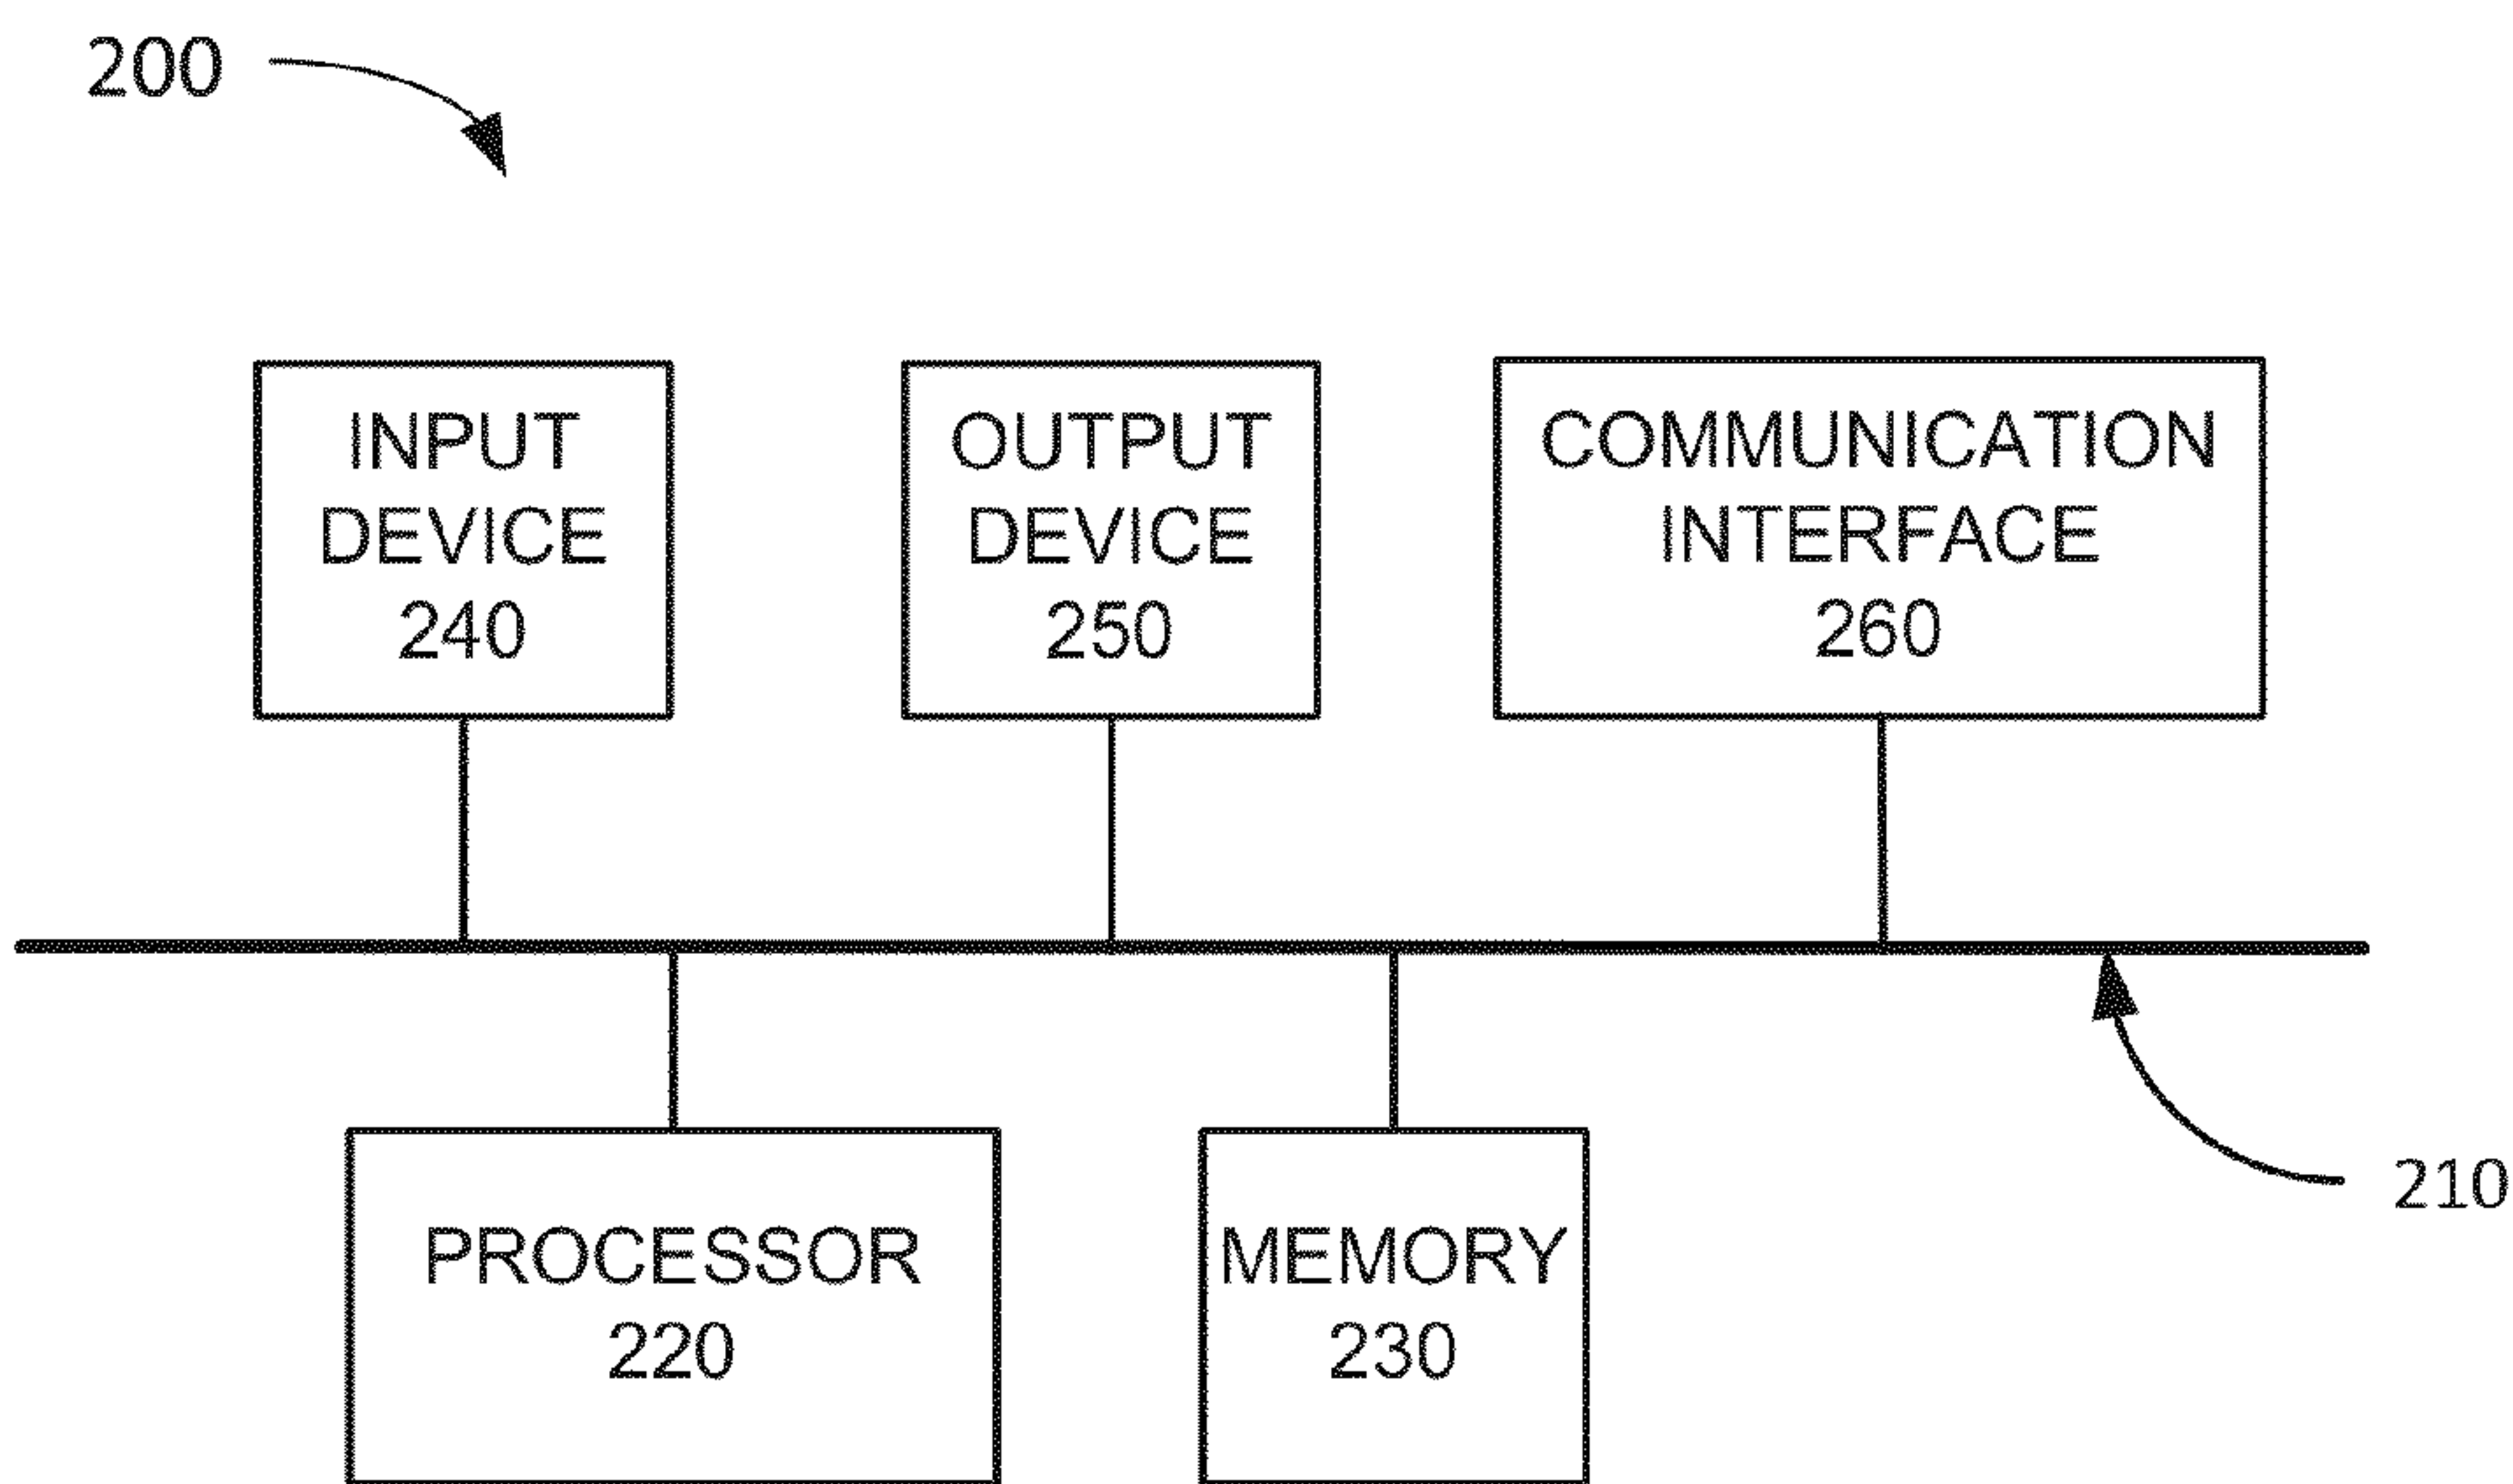 200
INPUT
DEVICE
240
OUTPUT
DEVICE
250
COMMUNICATION
INTERFACE
260
PROCESSOR
220
MEMORY
230
210